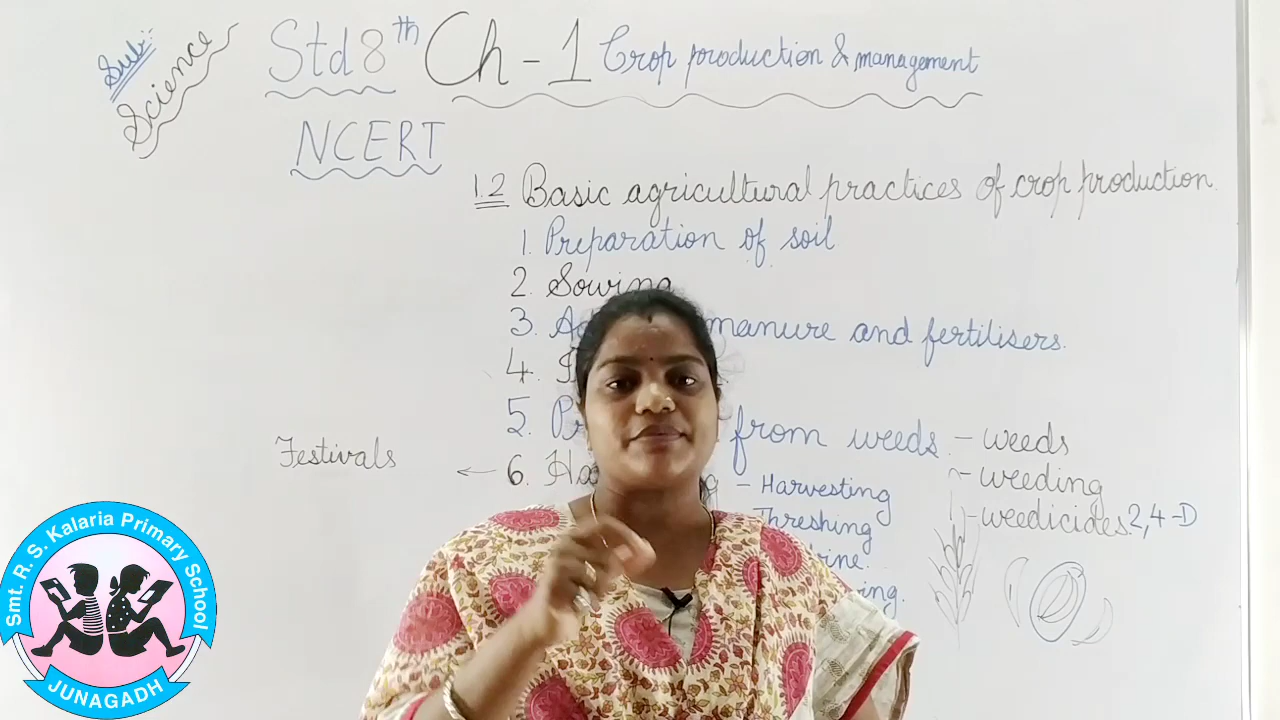 Sub:-
Science
Std 8th Ch - 1 Crop production & management
NCERT
1.2 Basic agricultural practices of crop production.
1. Preparation of soil
2. Sowing
3. manure and fertilisers.
4.
5. from weeds - weeds
- weeding
- weedicides 2,4-D
Festivals ← 6. - Harvesting
Threshing
Smt. R. S. Kalaria Primary School
JUNAGADH